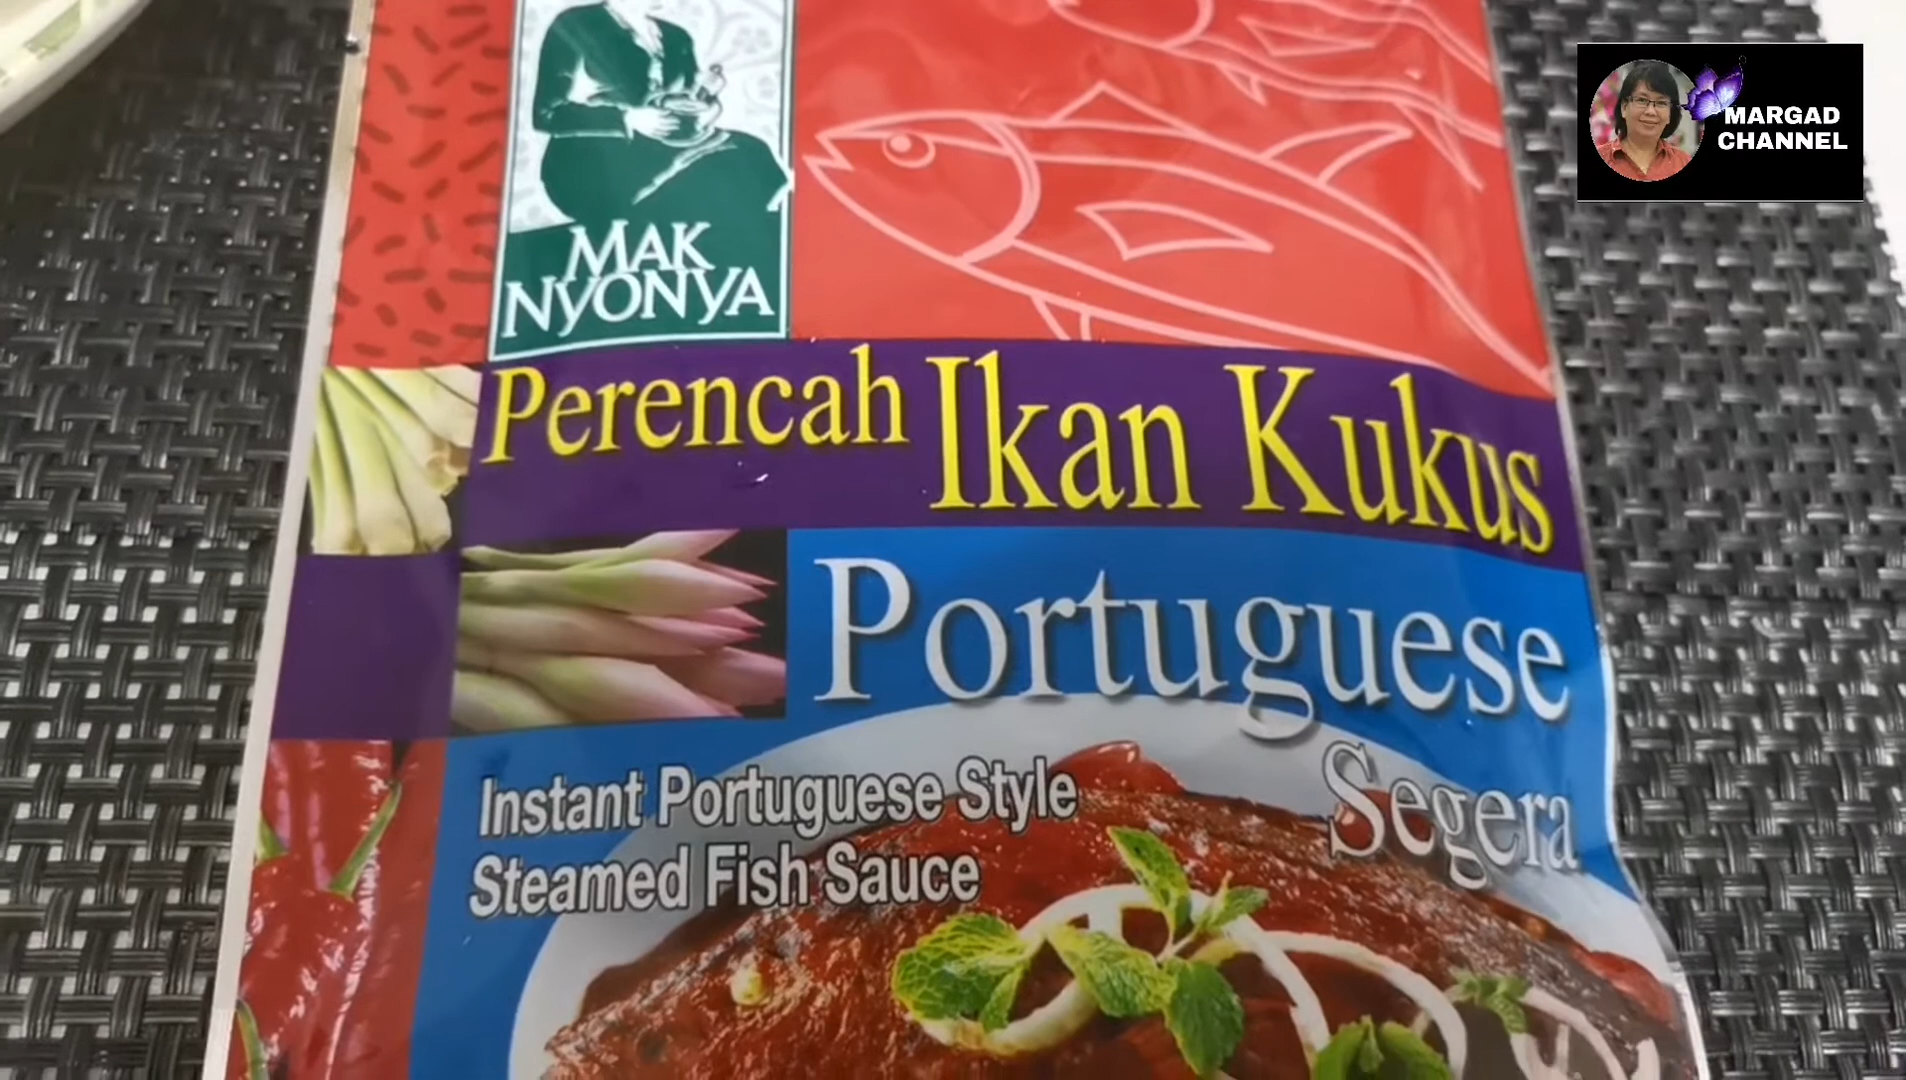 MARGAD
CHANNEL
MAK
NYONYA
Perencah Ikan Kukus
Portuguese
Segera
Instant Portuguese Style
Steamed Fish Sauce